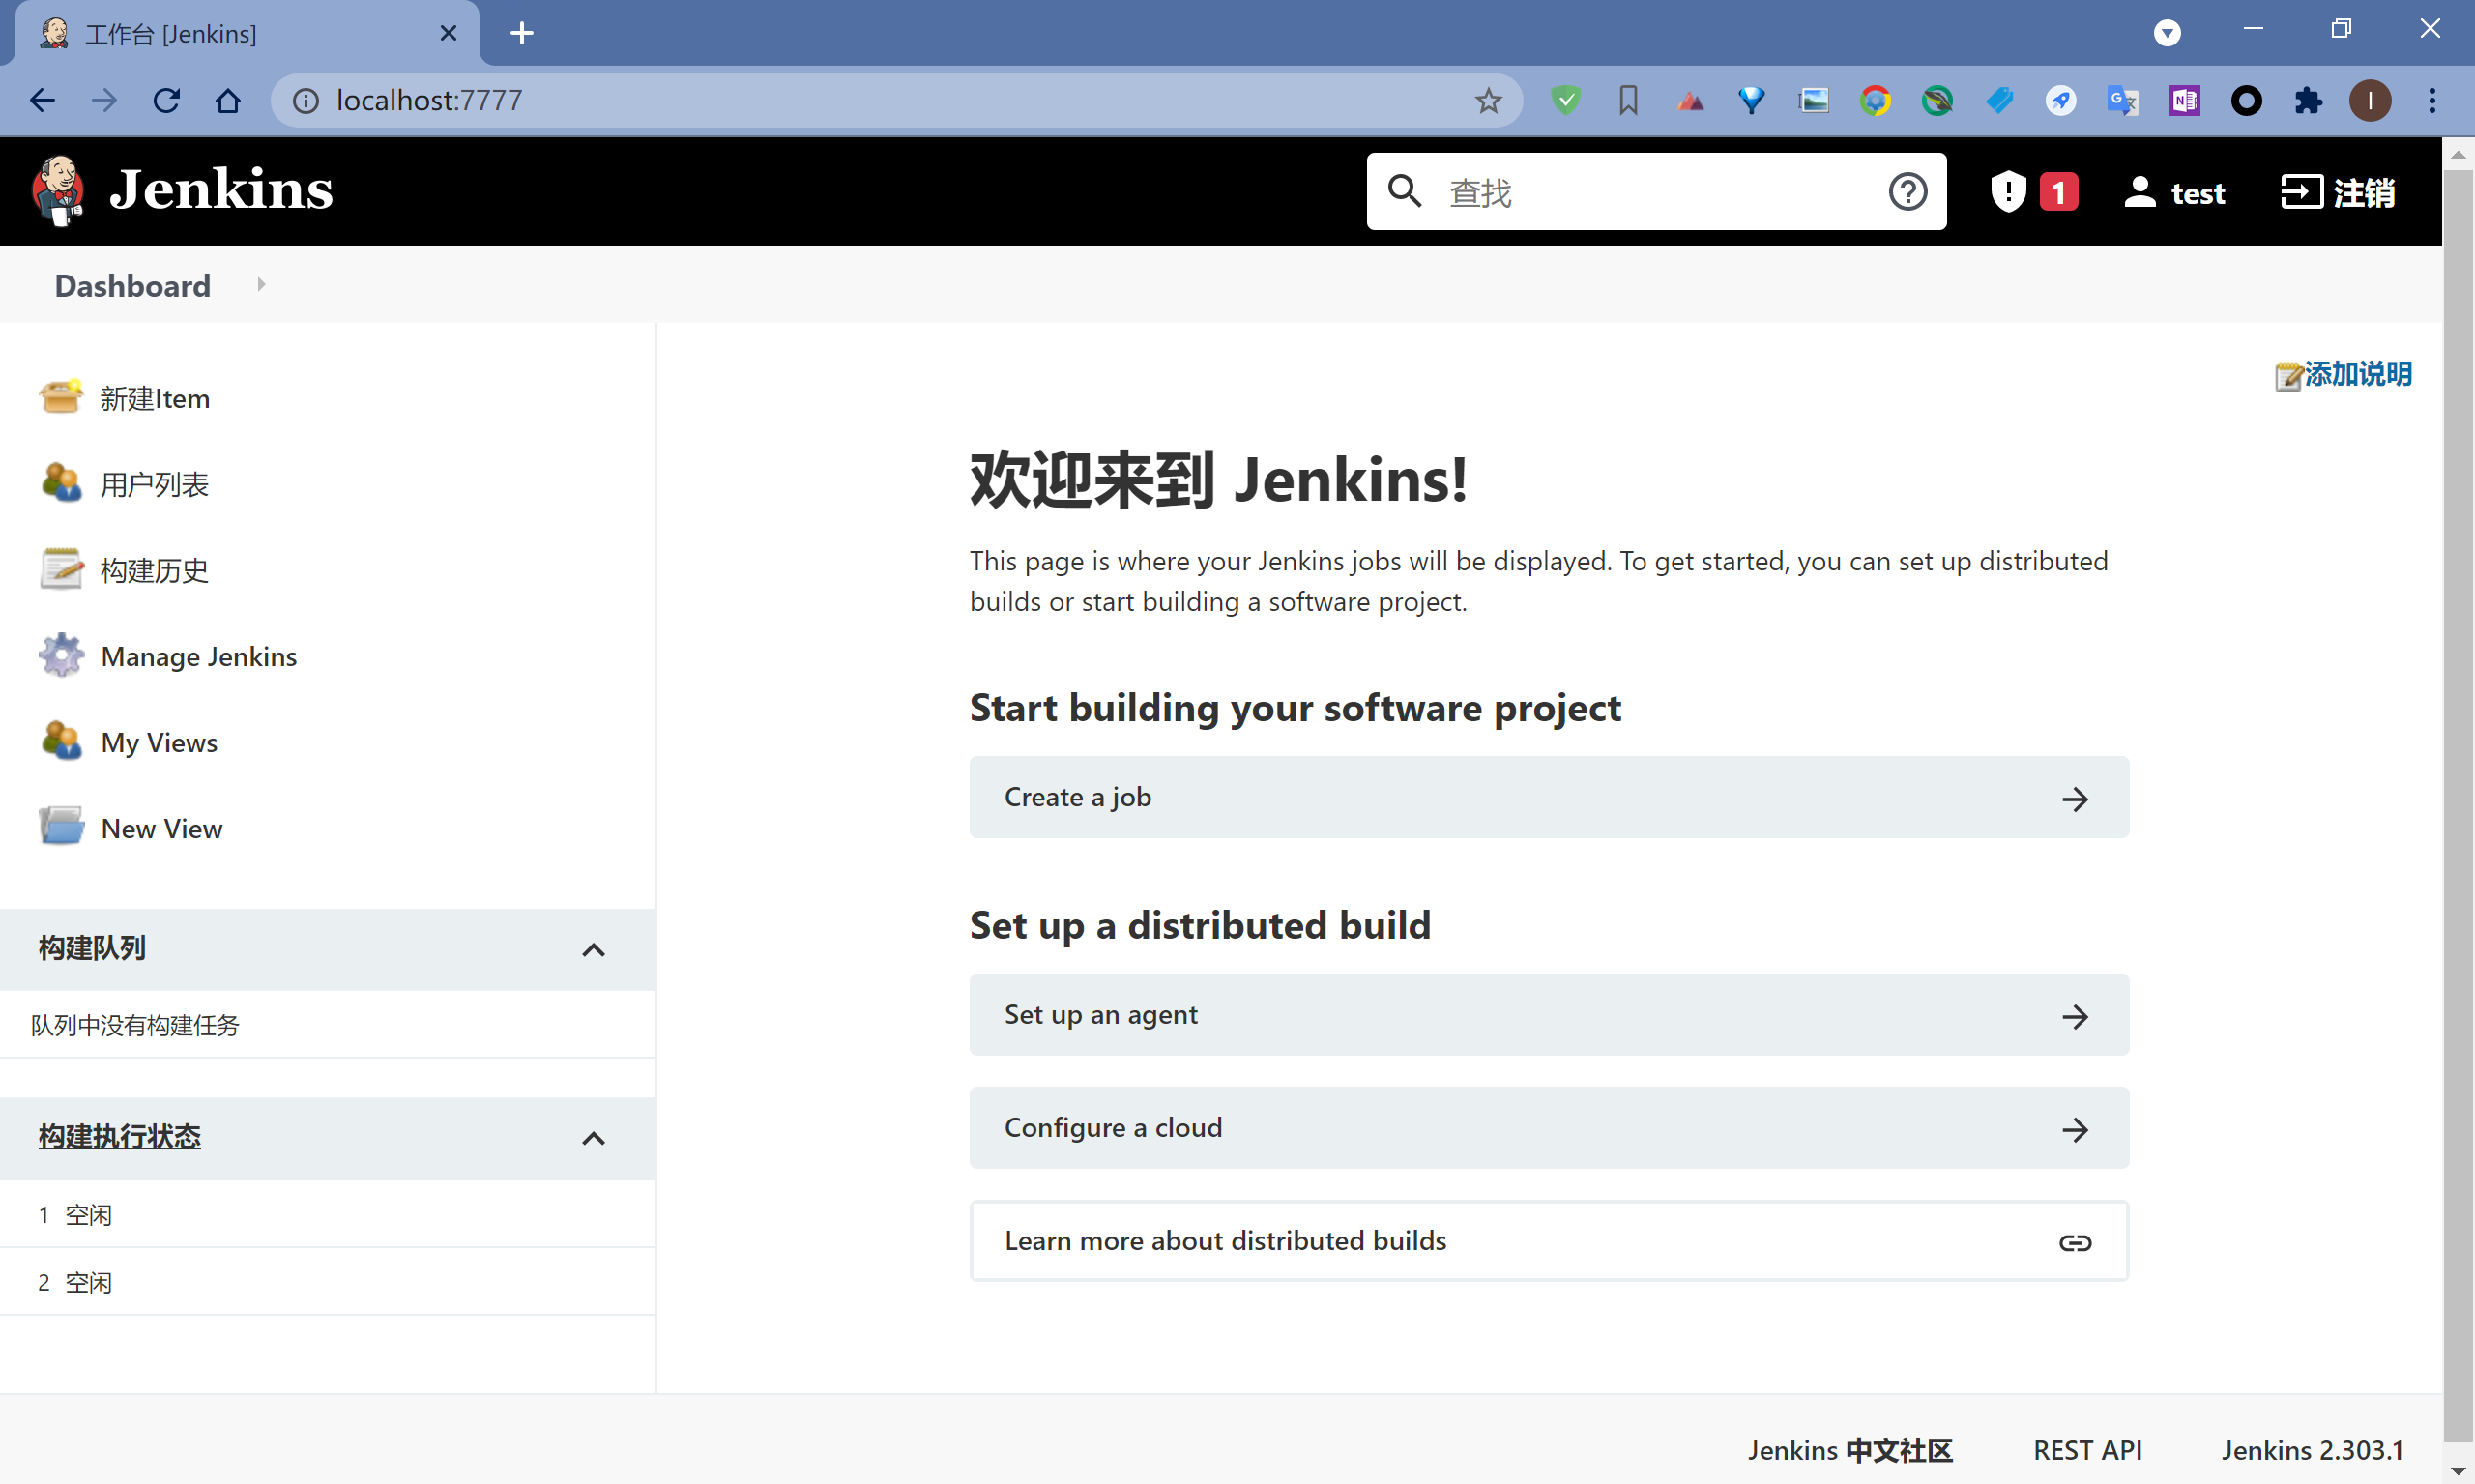 工作台 [Jenkins]
localhost:7777
Jenkins
查找
1
test
注销
Dashboard
添加说明
新建Item
用户列表
构建历史
Manage Jenkins
My Views
New View
构建队列
队列中没有构建任务
构建执行状态
1 空闲
2 空闲
欢迎来到 Jenkins!
This page is where your Jenkins jobs will be displayed. To get started, you can set up distributed
builds or start building a software project.
Start building your software project
Create a job
Set up a distributed build
Set up an agent
Configure a cloud
Learn more about distributed builds
Jenkins 中文社区
REST API
Jenkins 2.303.1